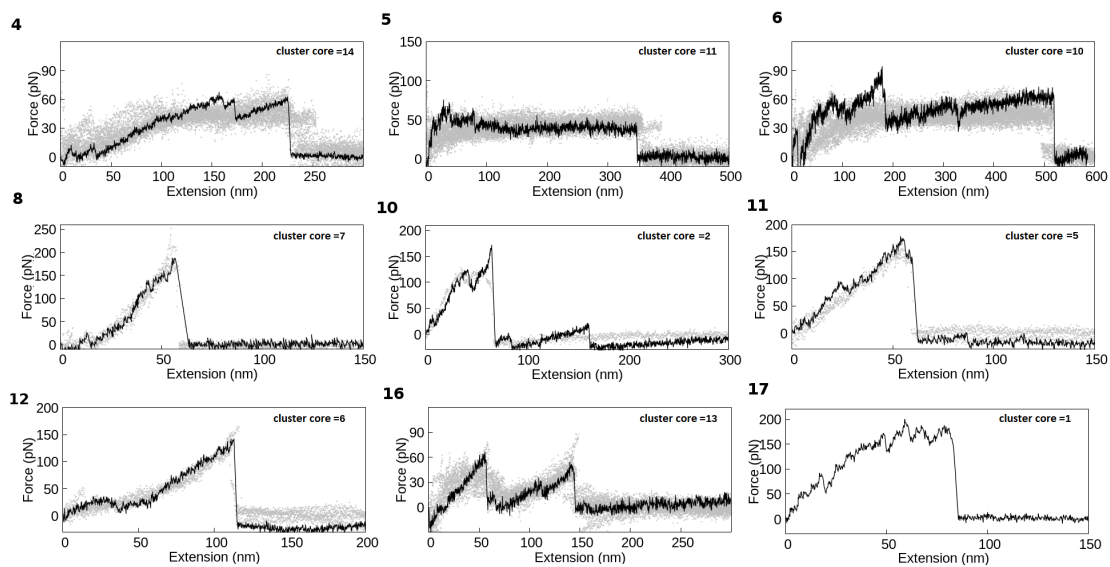 4
cluster core =14
Force (pN)
90
60
30
0
0 50 100 150 200 250
Extension (nm)
5
cluster core =11
Force (pN)
150
100
50
0
0 100 200 300 400 500
Extension (nm)
6
cluster core =10
Force (pN)
90
60
30
0
0 100 200 300 400 500 600
Extension (nm)
8
cluster core =7
Force (pN)
250
200
150
100
50
0
0 50 100 150
Extension (nm)
10
cluster core =2
Force (pN)
200
150
100
50
0
0 100 200 300
Extension (nm)
11
cluster core =5
Force (pN)
200
150
100
50
0
0 50 100 150
Extension (nm)
12
cluster core =6
Force (pN)
200
150
100
50
0
0 50 100 150 200
Extension (nm)
16
cluster core =13
Force (pN)
90
60
30
0
0 50 100 150 200 250
Extension (nm)
17
cluster core =1
Force (pN)
200
150
100
50
0
0 50 100 150
Extension (nm)